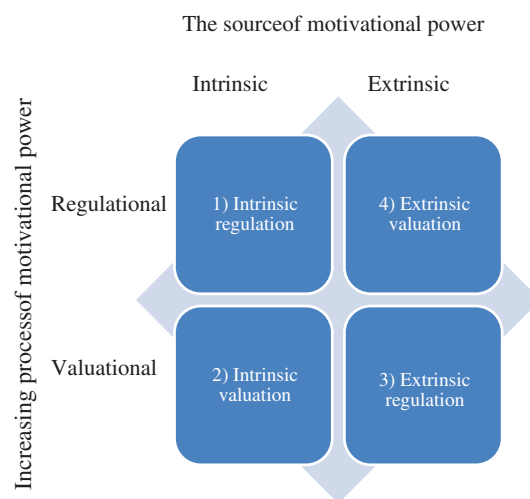 The sourceof motivational power
Intrinsic
Extrinsic
Increasing processof motivational power
Regulational
1) Intrinsic
regulation
4) Extrinsic
valuation
Valuational
2) Intrinsic
valuation
3) Extrinsic
regulation